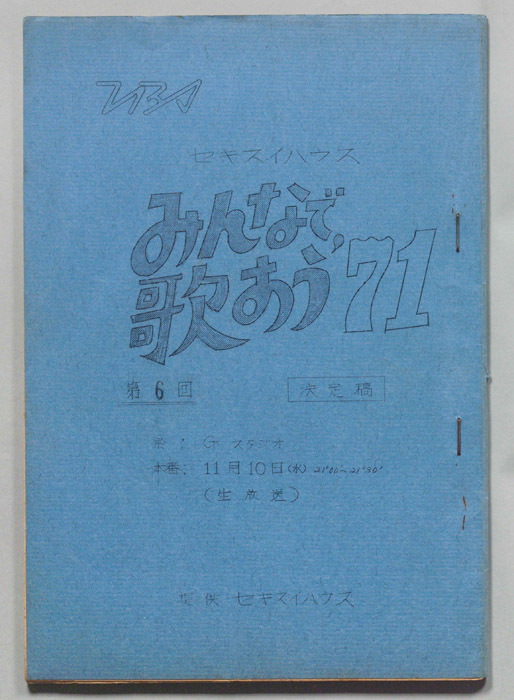 セキスイハウス
みんなで、
歌おう'71
第6回 決定稿
於: Gスタジオ
本番: 11月10日(水) 21°00'~21°30'
(生放送)
提供 セキスイハウス